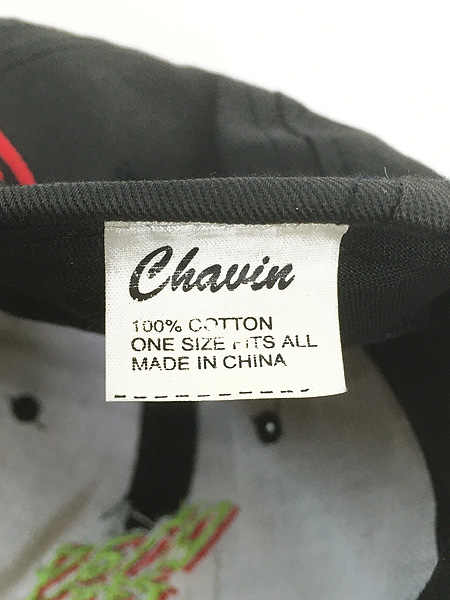 Chavin
100% COTTON
ONE SIZE FITS ALL
MADE IN CHINA